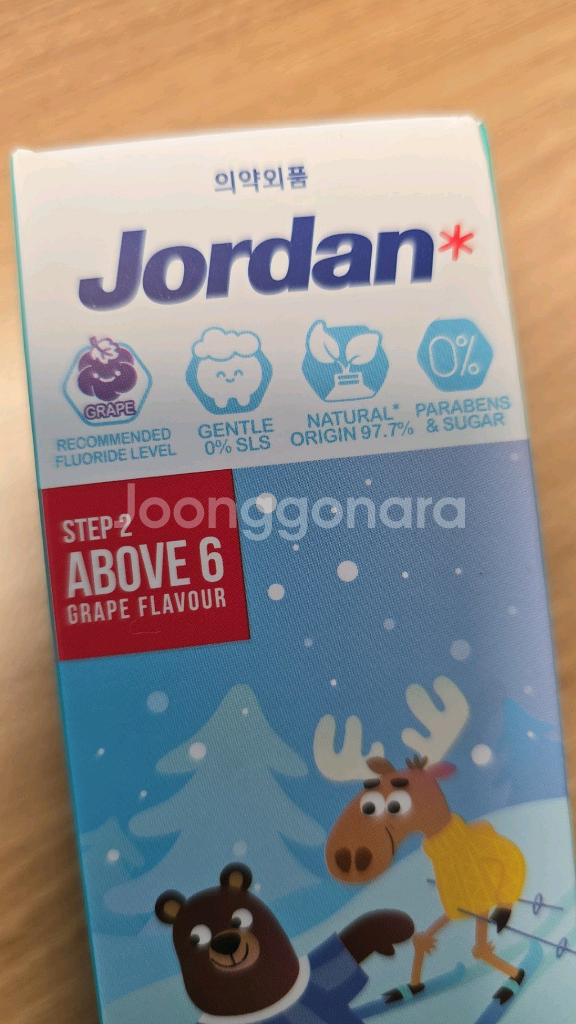 의약외품
Jordan*
GRAPE
RECOMMENDED
FLUORIDE LEVEL
GENTLE
0% SLS
NATURAL*
ORIGIN 97.7%
0%
PARABENS
& SUGAR
Joonggonara
STEP 2
ABOVE 6
GRAPE FLAVOUR